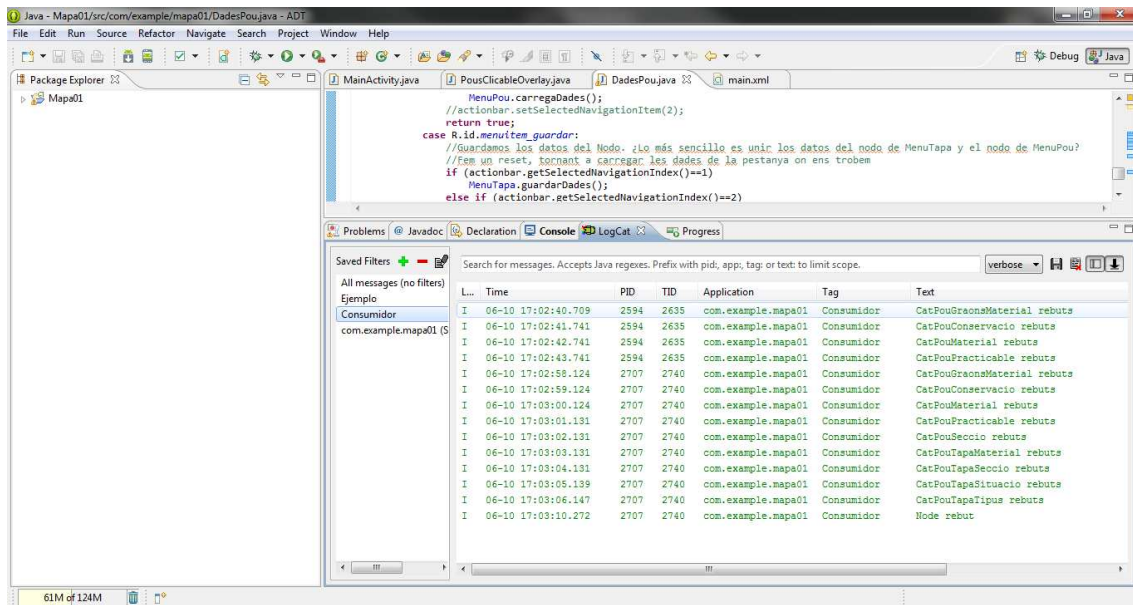 Java - Mapa01/src/com/example/mapa01/DadesPou.java - ADT
File Edit Run Source Refactor Navigate Search Project Window Help
Debug Java
Package Explorer
Mapa01
MainActivity.java PousClicableOverlay.java DadesPou.java main.xml
MenuPou.carregaDades();
//actionbar.setSelectedNavigationItem(2);
return true;
case R.id.menuitem_guardar:
//Guardamos los datos del Nodo. ¿Lo más sencillo es unir los datos del nodo de MenuTapa y el nodo de MenuPou?
//Fem un reset, tornant a carregar les dades de la pestanya on ens trobem
if (actionbar.getSelectedNavigationIndex()==1)
MenuTapa.guardarDades();
else if (actionbar.getSelectedNavigationIndex()==2)
Problems Javadoc Declaration Console LogCat Progress
Saved Filters
All messages (no filters)
Ejemplo
Consumidor
com.example.mapa01 (S
Search for messages. Accepts Java regexes. Prefix with pid:, app:, tag: or text: to limit scope. verbose
L... Time PID TID Application Tag Text
I 06-10 17:02:40.709 2594 2635 com.example.mapa01 Consumidor CatPouGraonsMaterial rebuts
I 06-10 17:02:41.741 2594 2635 com.example.mapa01 Consumidor CatPouConservacio rebuts
I 06-10 17:02:42.741 2594 2635 com.example.mapa01 Consumidor CatPouMaterial rebuts
I 06-10 17:02:43.741 2594 2635 com.example.mapa01 Consumidor CatPouPracticable rebuts
I 06-10 17:02:58.124 2707 2740 com.example.mapa01 Consumidor CatPouGraonsMaterial rebuts
I 06-10 17:02:59.124 2707 2740 com.example.mapa01 Consumidor CatPouConservacio rebuts
I 06-10 17:03:00.124 2707 2740 com.example.mapa01 Consumidor CatPouMaterial rebuts
I 06-10 17:03:01.131 2707 2740 com.example.mapa01 Consumidor CatPouPracticable rebuts
I 06-10 17:03:02.131 2707 2740 com.example.mapa01 Consumidor CatPouSeccio rebuts
I 06-10 17:03:03.131 2707 2740 com.example.mapa01 Consumidor CatPouTapaMaterial rebuts
I 06-10 17:03:04.131 2707 2740 com.example.mapa01 Consumidor CatPouTapaSeccio rebuts
I 06-10 17:03:05.139 2707 2740 com.example.mapa01 Consumidor CatPouTapaSituacio rebuts
I 06-10 17:03:06.147 2707 2740 com.example.mapa01 Consumidor CatPouTapaTipus rebuts
I 06-10 17:03:10.272 2707 2740 com.example.mapa01 Consumidor Node rebut
61M of 124M